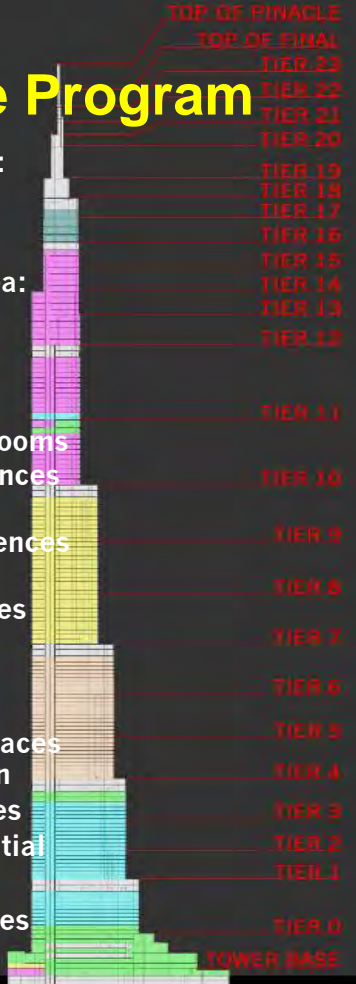 TOP OF PINACLE
TOP OF FINAL
TIER 23
e Program
TIER 22
TIER 21
TIER 20
:
TIER 19
TIER 18
TIER 17
TIER 16
TIER 15
a:
TIER 14
TIER 13
TIER 12
TIER 11
ooms
nces
TIER 10
ences
TIER 9
TIER 8
es
TIER 7
TIER 6
aces
TIER 5
n
TIER 4
es
TIER 3
tial
TIER 2
TIER 1
es
TIER 0
TOWER BASE